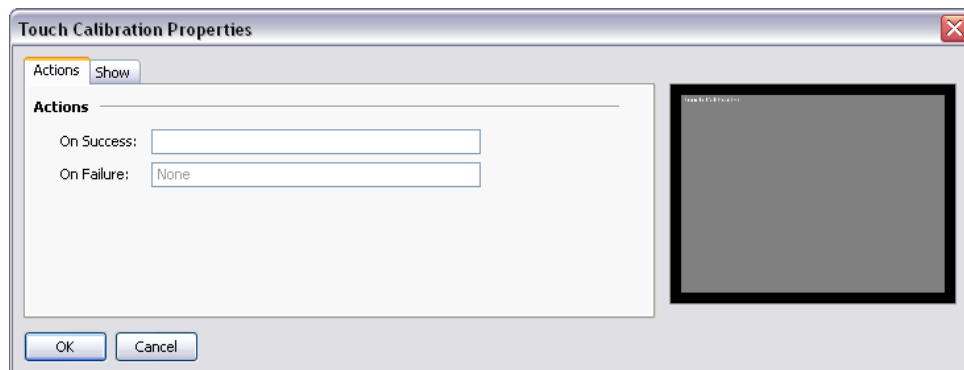 Touch Calibration Properties
Actions Show
Actions
On Success:
On Failure: None
OK Cancel